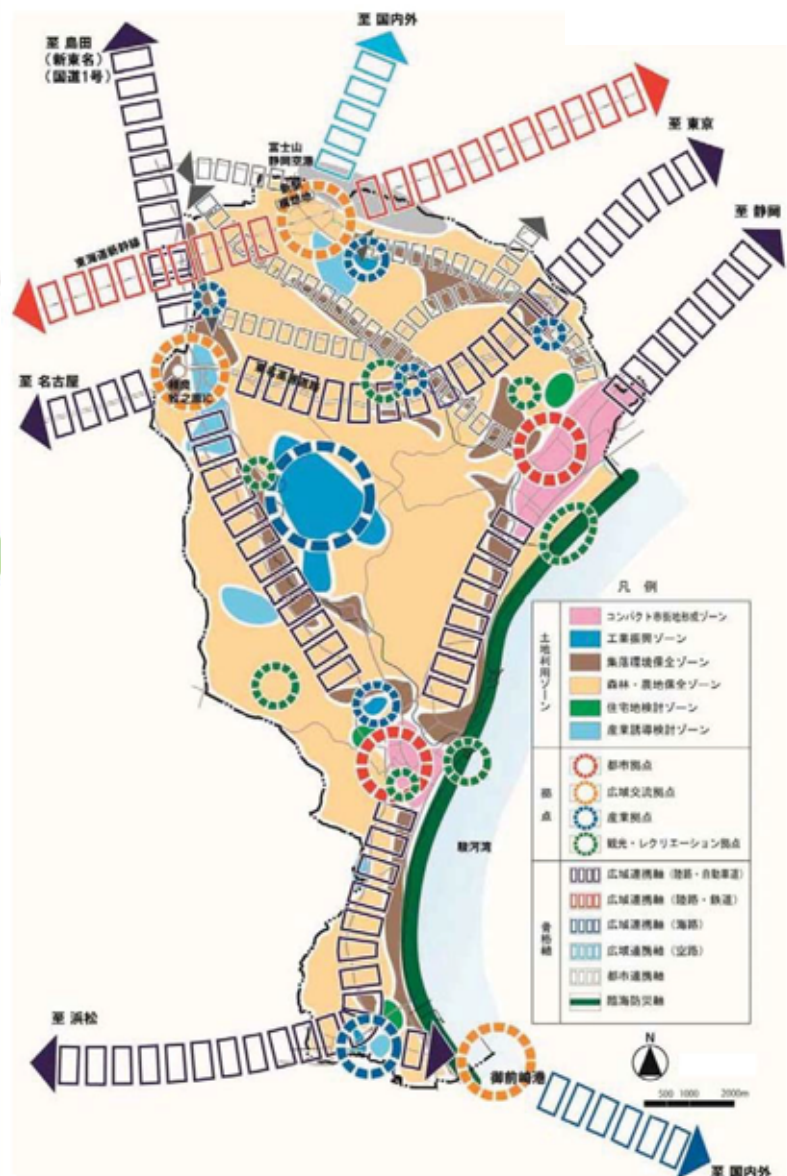 至 国内外
至 島田
(新東名)
(国道1号)
至 東京
富士山
静岡空港
至 静岡
東海道新幹線
至 名古屋
駿河湾
凡 例
土地利用ゾーン
コンパクト市街地形成ゾーン
工業振興ゾーン
集落環境保全ゾーン
森林・農地保全ゾーン
住宅地検討ゾーン
産業誘導検討ゾーン
拠点
都市拠点
広域交流拠点
産業拠点
観光・レクリエーション拠点
骨格軸
広域連携軸(陸路・自動車道)
広域連携軸(陸路・鉄道)
広域連携軸(海路)
広域連携軸(空路)
都市連携軸
臨海防災軸
至 浜松
御前崎港
N
500 1000 2000m
至 国内外